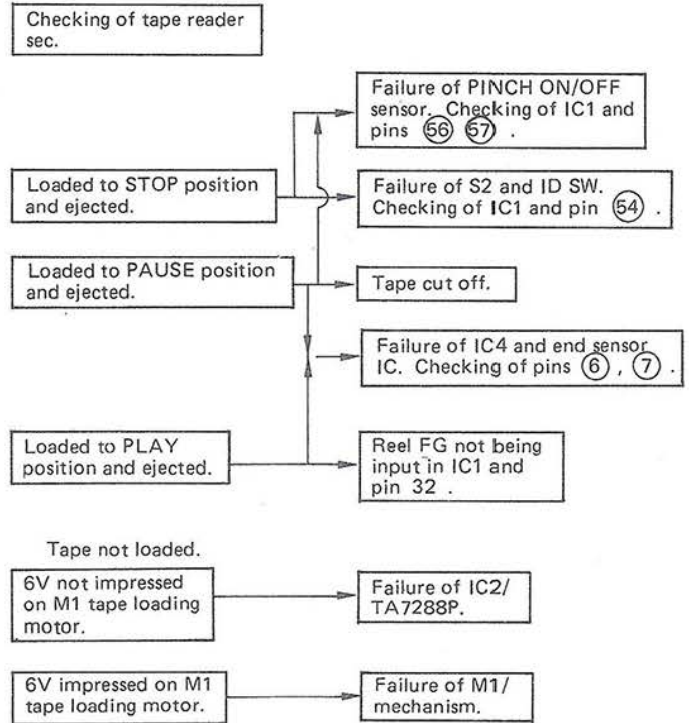 Checking of tape reader
sec.
Failure of PINCH ON/OFF
sensor. Checking of IC1 and
pins 56 57 .
Loaded to STOP position
and ejected.
Failure of S2 and ID SW.
Checking of IC1 and pin 54 .
Loaded to PAUSE position
and ejected.
Tape cut off.
Failure of IC4 and end sensor
IC. Checking of pins 6 , 7 .
Loaded to PLAY
position and ejected.
Reel FG not being
input in IC1 and
pin 32 .
Tape not loaded.
6V not impressed
on M1 tape loading
motor.
Failure of IC2/
TA7288P.
6V impressed on M1
tape loading motor.
Failure of M1/
mechanism.